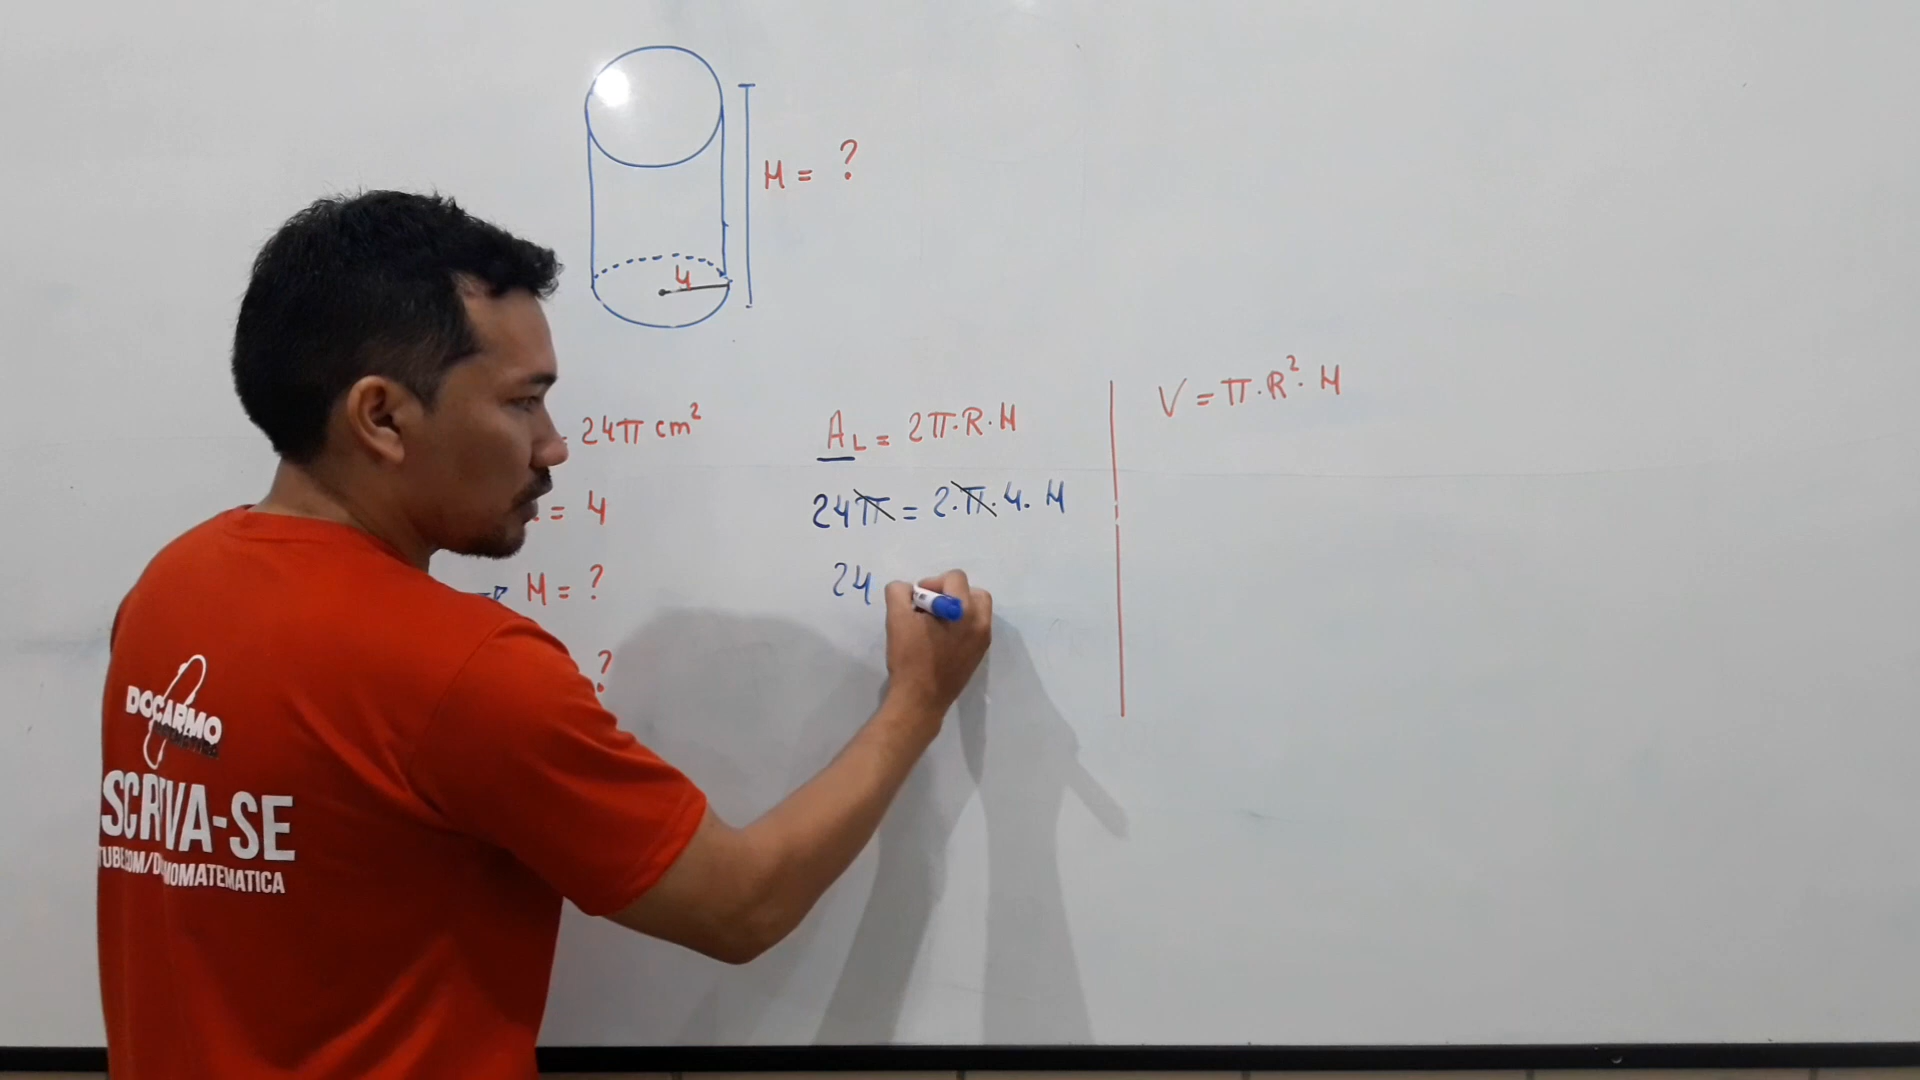 H = ?
4
= 24π cm²
= 4
H = ?
?
A_L = 2π·R·H
24π = 2·π·4·H
24
V = π·R²·H
DOCARMO
SCREVA-SE